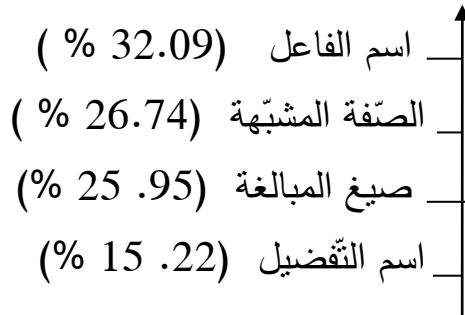 اسم الفاعل (32.09 % )
الصّفة المشبّهة (26.74 % )
صيغ المبالغة (25 .95 %)
اسم التّفضيل (15 .22 %)